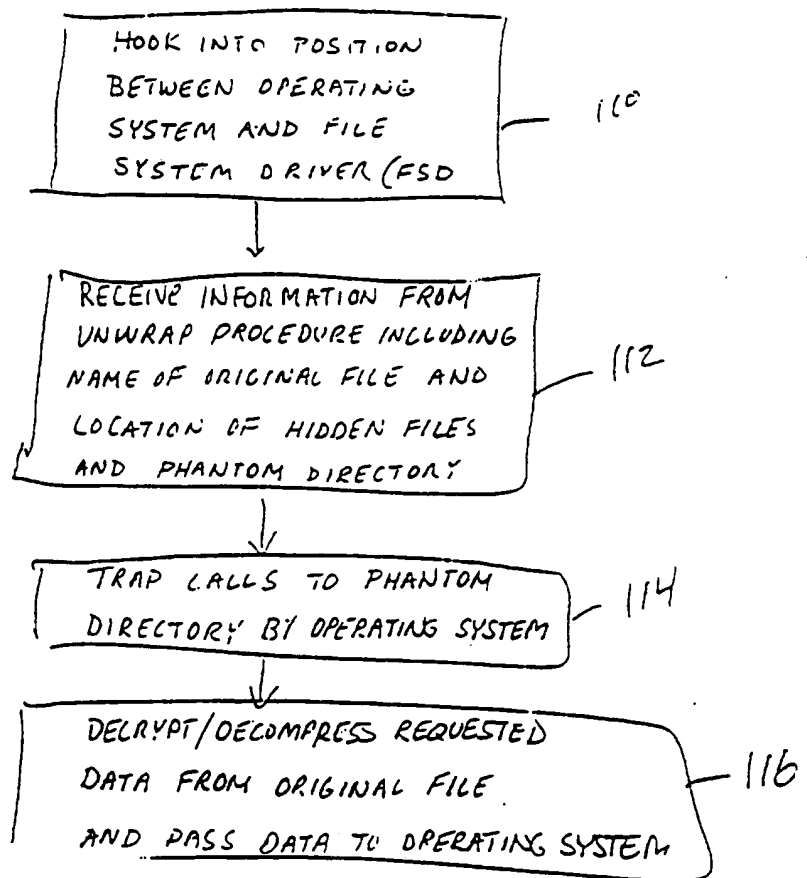 HOOK INTO POSITION
BETWEEN OPERATING
SYSTEM AND FILE
SYSTEM DRIVER (FSD
110
RECEIVE INFORMATION FROM
UNWRAP PROCEDURE INCLUDING
NAME OF ORIGINAL FILE AND
LOCATION OF HIDDEN FILES
AND PHANTOM DIRECTORY
112
TRAP CALLS TO PHANTOM
DIRECTORY BY OPERATING SYSTEM
114
DECRYPT/DECOMPRESS REQUESTED
DATA FROM ORIGINAL FILE
AND PASS DATA TO OPERATING SYSTEM
116